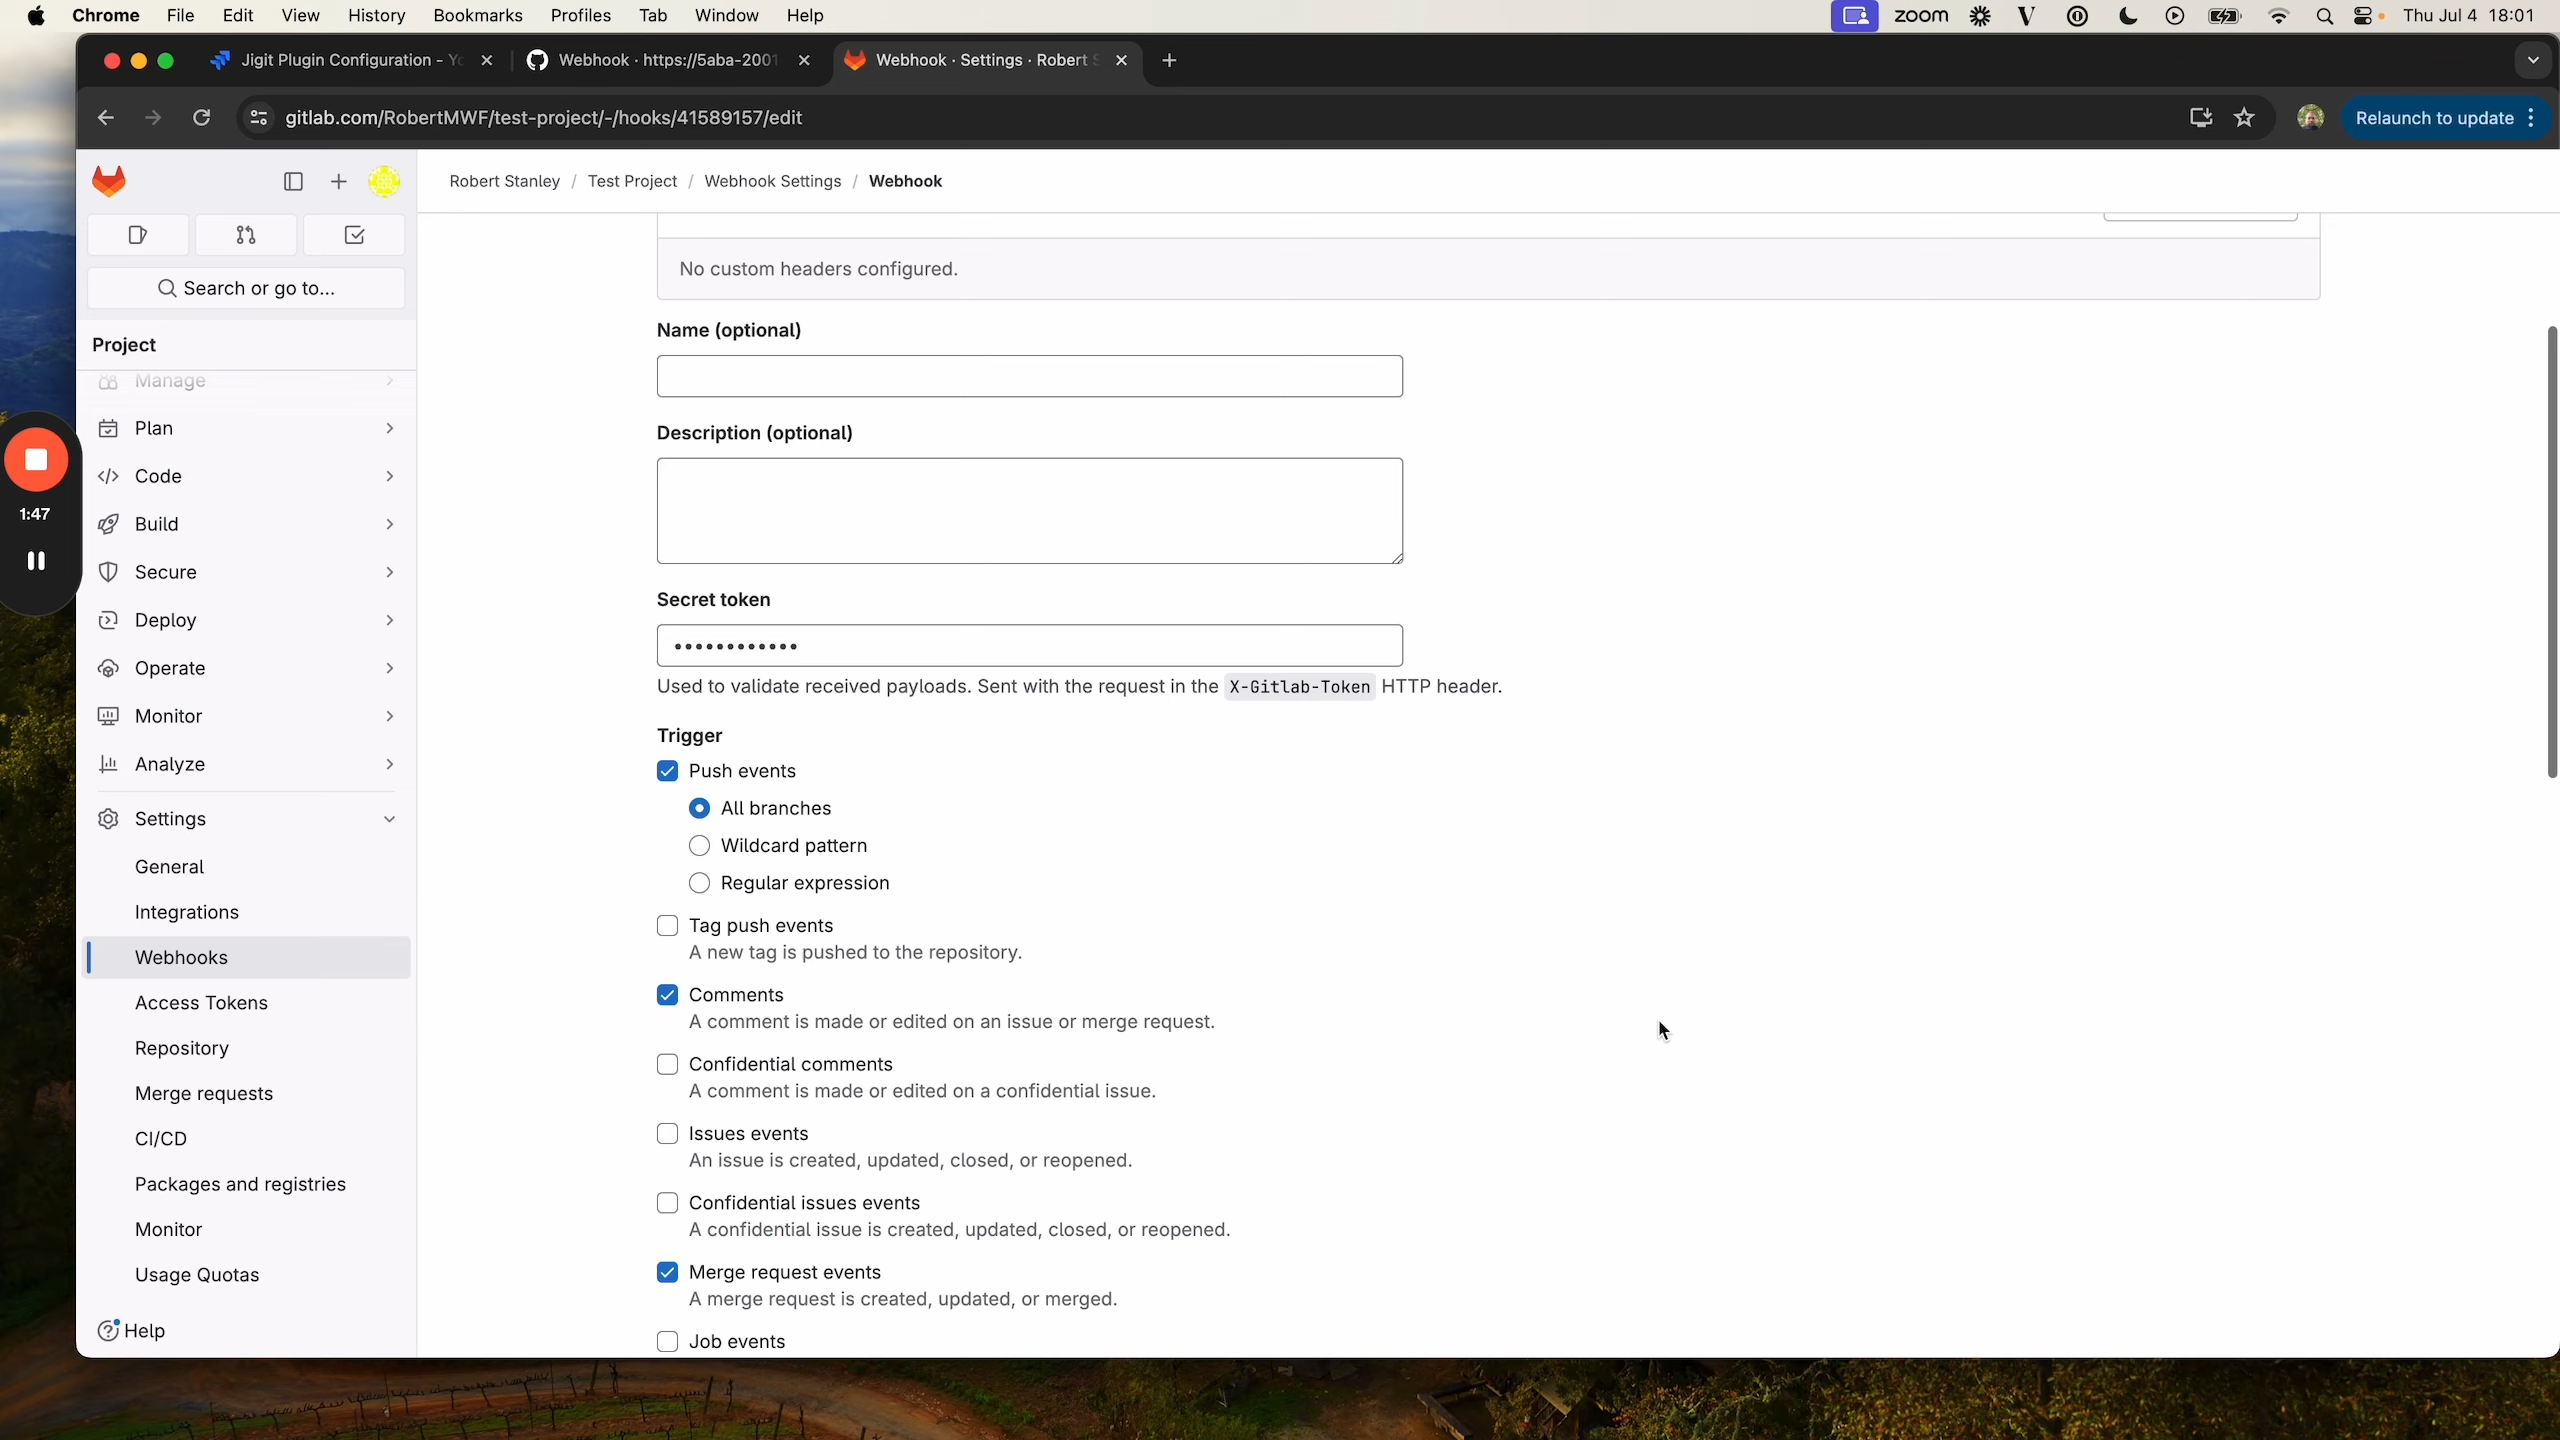 Chrome File Edit View History Bookmarks Profiles Tab Window Help
zoom Thu Jul 4 18:01
Jigit Plugin Configuration - Yo
Webhook · https://5aba-2001
Webhook · Settings · Robert S
gitlab.com/RobertMWF/test-project/-/hooks/41589157/edit
Relaunch to update
Robert Stanley / Test Project / Webhook Settings / Webhook
Search or go to...
Project
Manage
Plan
Code
Build
Secure
Deploy
Operate
Monitor
Analyze
Settings
General
Integrations
Webhooks
Access Tokens
Repository
Merge requests
CI/CD
Packages and registries
Monitor
Usage Quotas
Help
1:47
No custom headers configured.
Name (optional)
Description (optional)
Secret token
••••••••••••
Used to validate received payloads. Sent with the request in the X-Gitlab-Token HTTP header.
Trigger
Push events
All branches
Wildcard pattern
Regular expression
Tag push events
A new tag is pushed to the repository.
Comments
A comment is made or edited on an issue or merge request.
Confidential comments
A comment is made or edited on a confidential issue.
Issues events
An issue is created, updated, closed, or reopened.
Confidential issues events
A confidential issue is created, updated, closed, or reopened.
Merge request events
A merge request is created, updated, or merged.
Job events